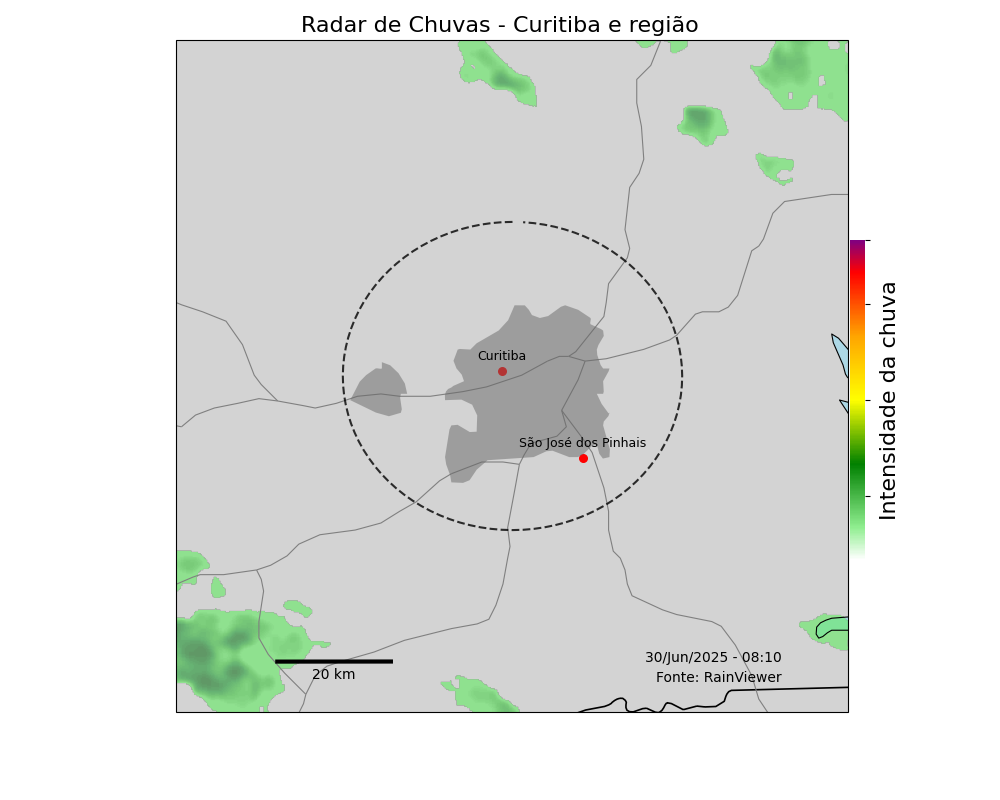 Radar de Chuvas - Curitiba e região
Curitiba
São José dos Pinhais
Intensidade da chuva
30/Jun/2025 - 08:10
Fonte: RainViewer
20 km